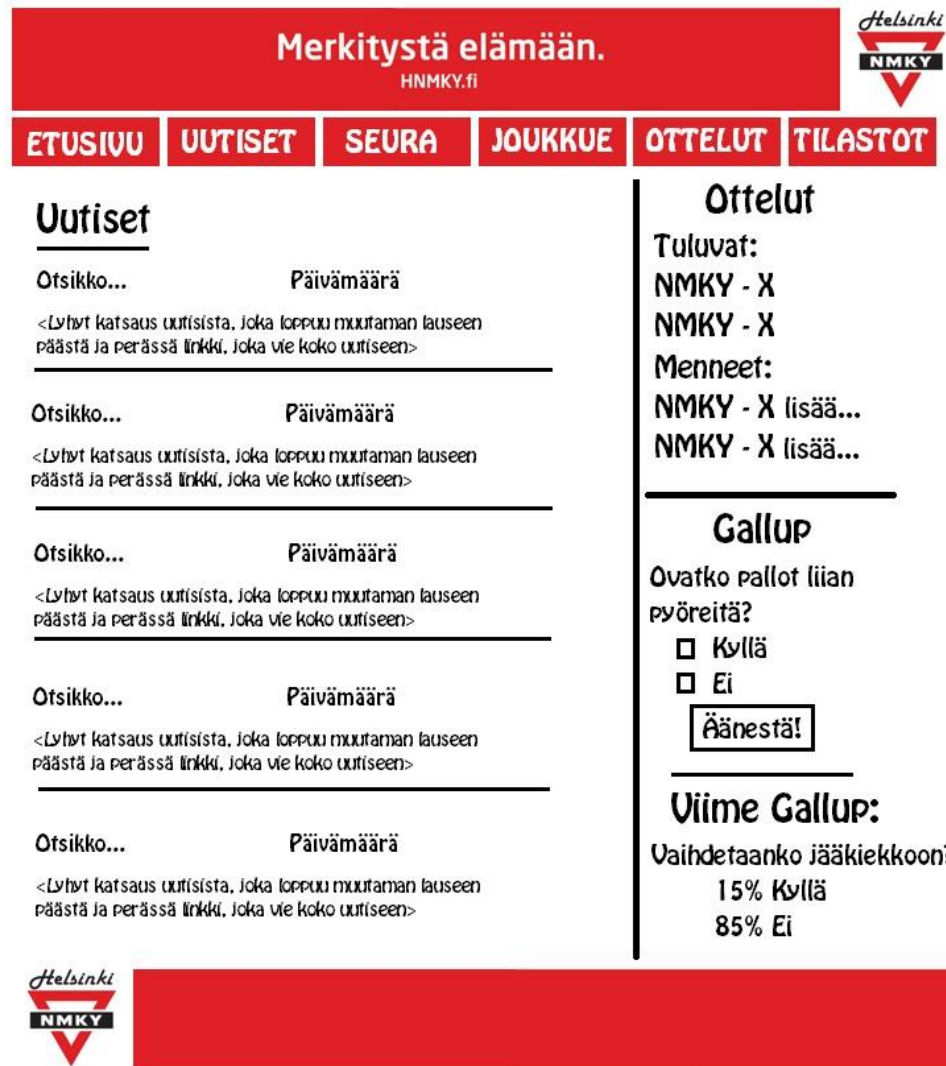 Merkitystä elämään.
HNMKY.fi
Helsinki
NMKY
ETUSIVU UUTISET SEURA JOUKKUE OTTELUT TILASTOT
Uutiset
Otsikko... Päivämäärä
<Lyhyt katsaus uutisista, joka loppuu muutaman lauseen
päästä ja perässä linkki, joka vie koko uutiseen>
Otsikko... Päivämäärä
<Lyhyt katsaus uutisista, joka loppuu muutaman lauseen
päästä ja perässä linkki, joka vie koko uutiseen>
Otsikko... Päivämäärä
<Lyhyt katsaus uutisista, joka loppuu muutaman lauseen
päästä ja perässä linkki, joka vie koko uutiseen>
Otsikko... Päivämäärä
<Lyhyt katsaus uutisista, joka loppuu muutaman lauseen
päästä ja perässä linkki, joka vie koko uutiseen>
Otsikko... Päivämäärä
<Lyhyt katsaus uutisista, joka loppuu muutaman lauseen
päästä ja perässä linkki, joka vie koko uutiseen>
Ottelut
Tuluvat:
NMKY - X
NMKY - X
Menneet:
NMKY - X lisää...
NMKY - X lisää...
Gallup
Ovatko pallot liian
pyöreitä?
Kyllä
Ei
Äänestä!
Viime Gallup:
Vaihdetaanko jääkiekkoon?
15% Kyllä
85% Ei
Helsinki
NMKY